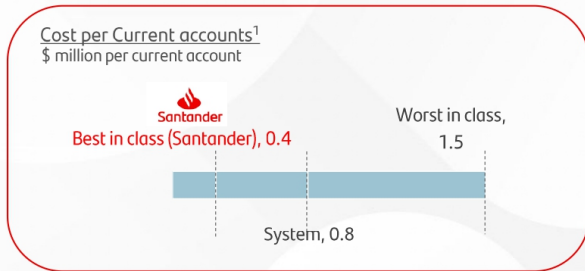 Cost per Current accounts¹
$ million per current account
Santander
Best in class (Santander), 0.4
Worst in class,
1.5
System, 0.8